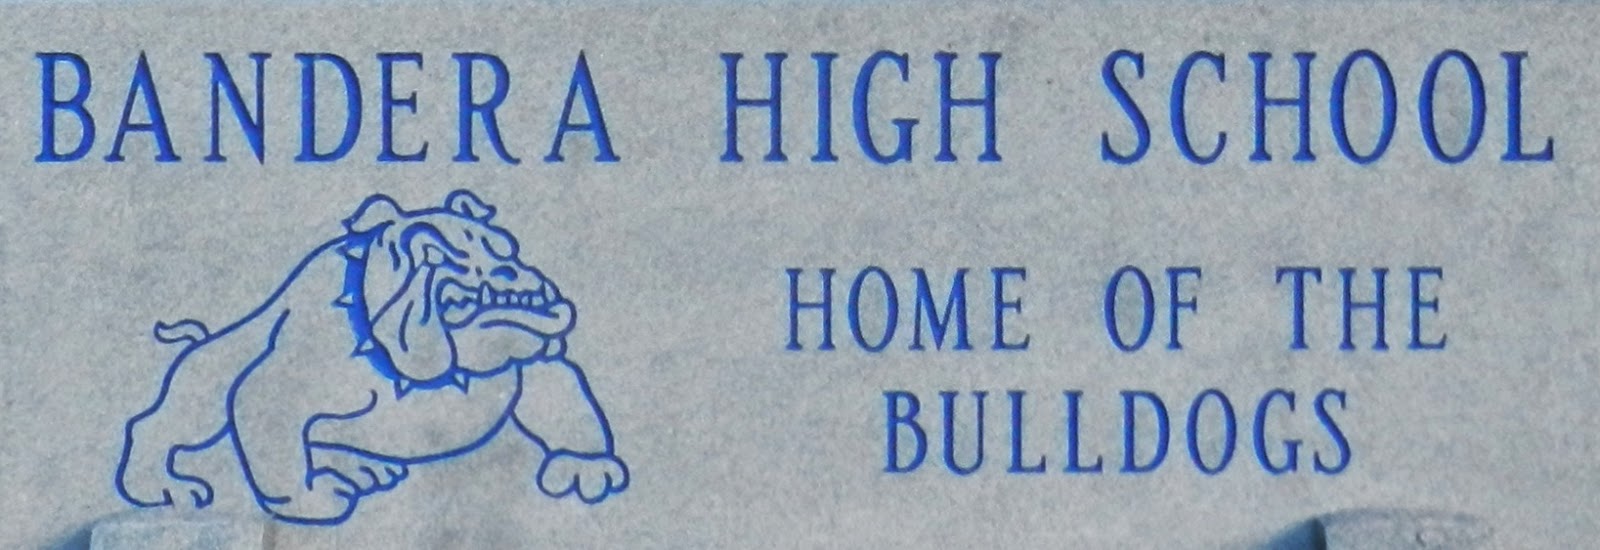 BANDERA HIGH SCHOOL
HOME OF THE
BULLDOGS